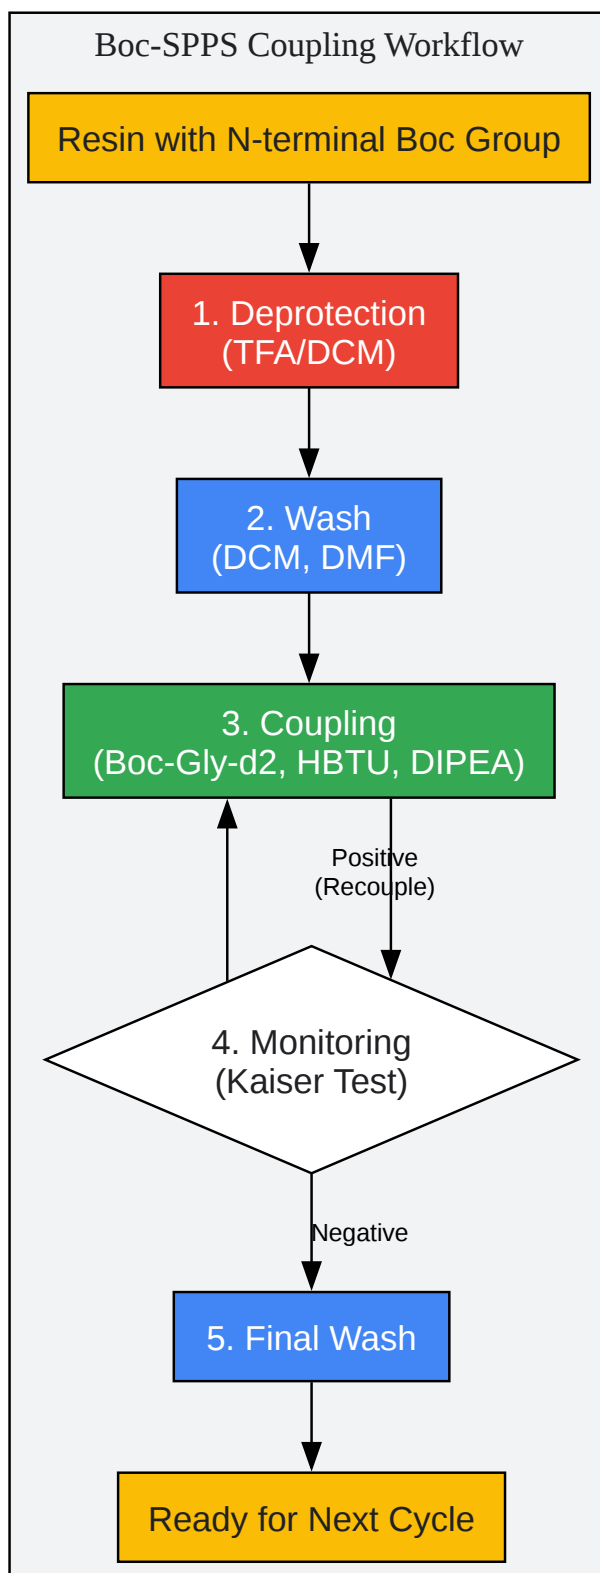 Boc-SPPS Coupling Workflow
Resin with N-terminal Boc Group
1. Deprotection
(TFA/DCM)
2. Wash
(DCM, DMF)
3. Coupling
(Boc-Gly-d2, HBTU, DIPEA)
Positive
(Recouple)
4. Monitoring
(Kaiser Test)
Negative
5. Final Wash
Ready for Next Cycle